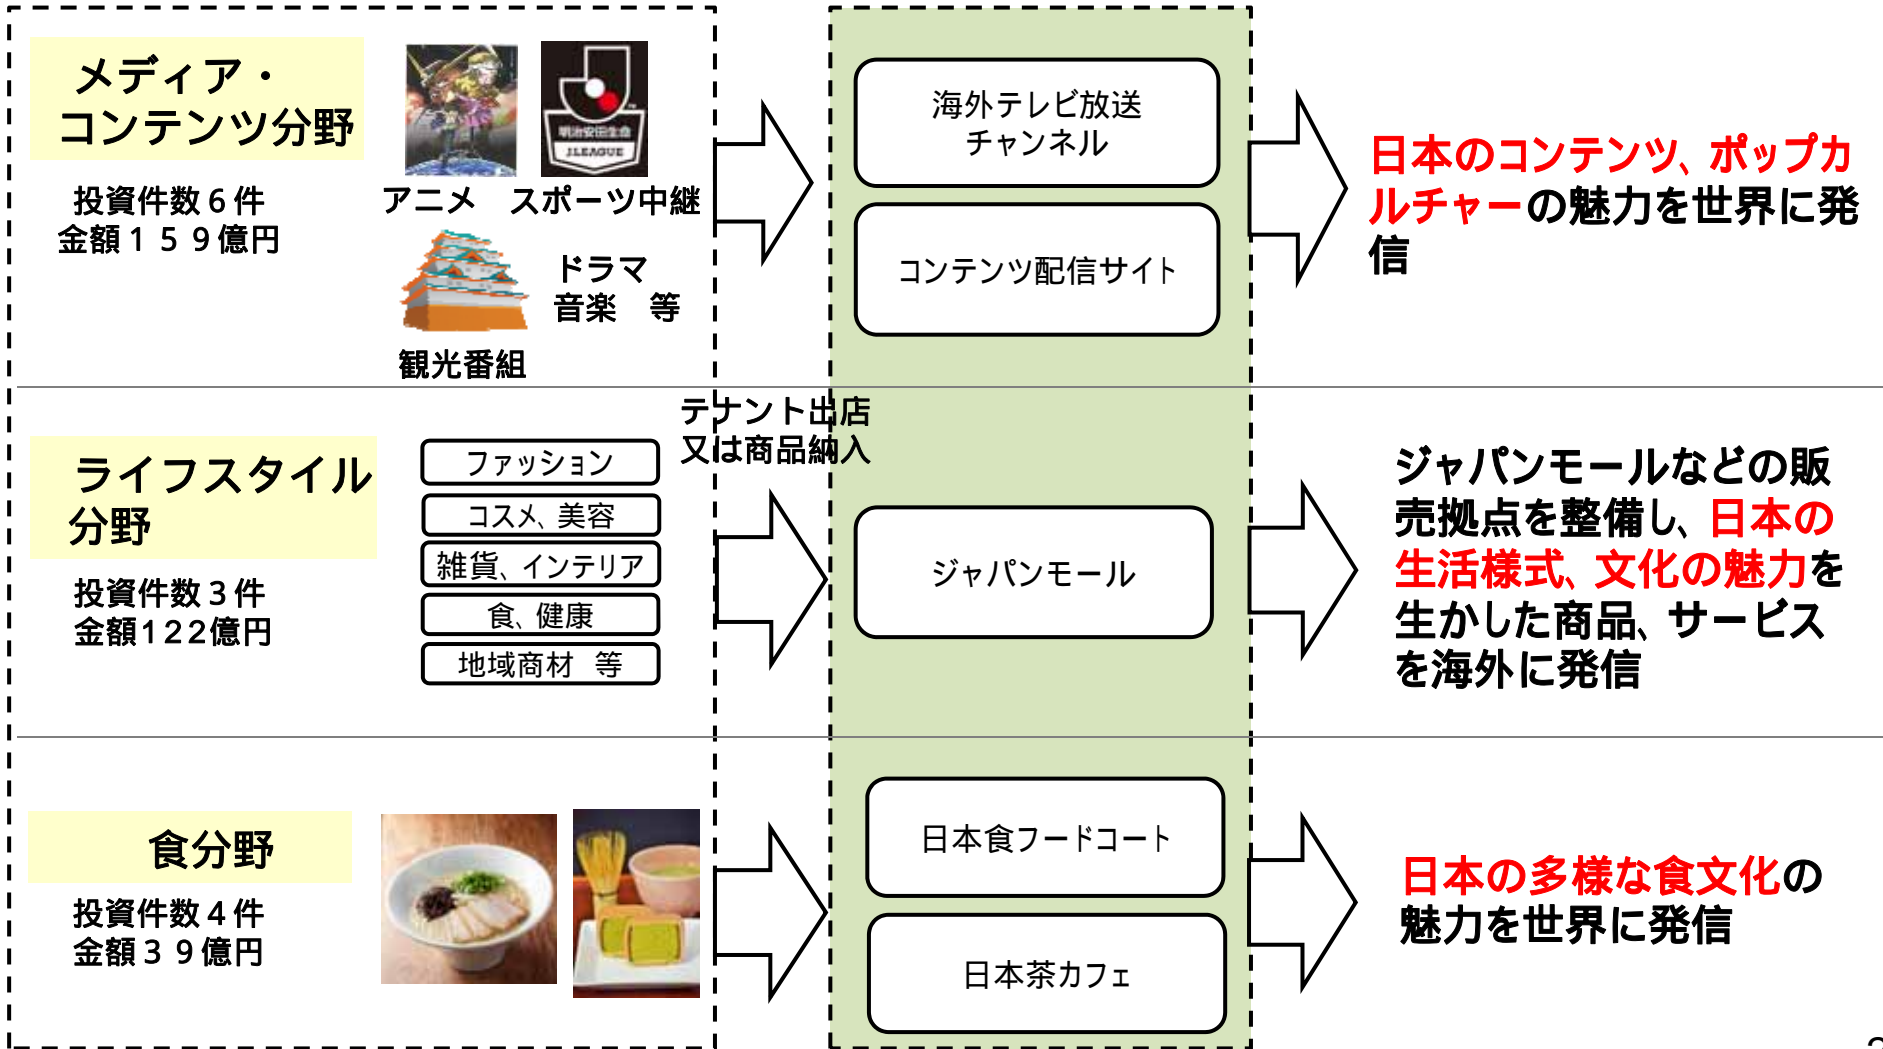 メディア・
コンテンツ分野
投資件数６件
金額１５９億円
明治安田生命
J.LEAGUE
アニメ　スポーツ中継
ドラマ
音楽　等
観光番組
海外テレビ放送
チャンネル
コンテンツ配信サイト
日本のコンテンツ、ポップカ
ルチャーの魅力を世界に発
信
テナント出店
又は商品納入
ライフスタイル
分野
投資件数３件
金額122億円
ファッション
コスメ、美容
雑貨、インテリア
食、健康
地域商材　等
ジャパンモール
ジャパンモールなどの販
売拠点を整備し、日本の
生活様式、文化の魅力を
生かした商品、サービス
を海外に発信
食分野
投資件数４件
金額３９億円
日本食フードコート
日本茶カフェ
日本の多様な食文化の
魅力を世界に発信